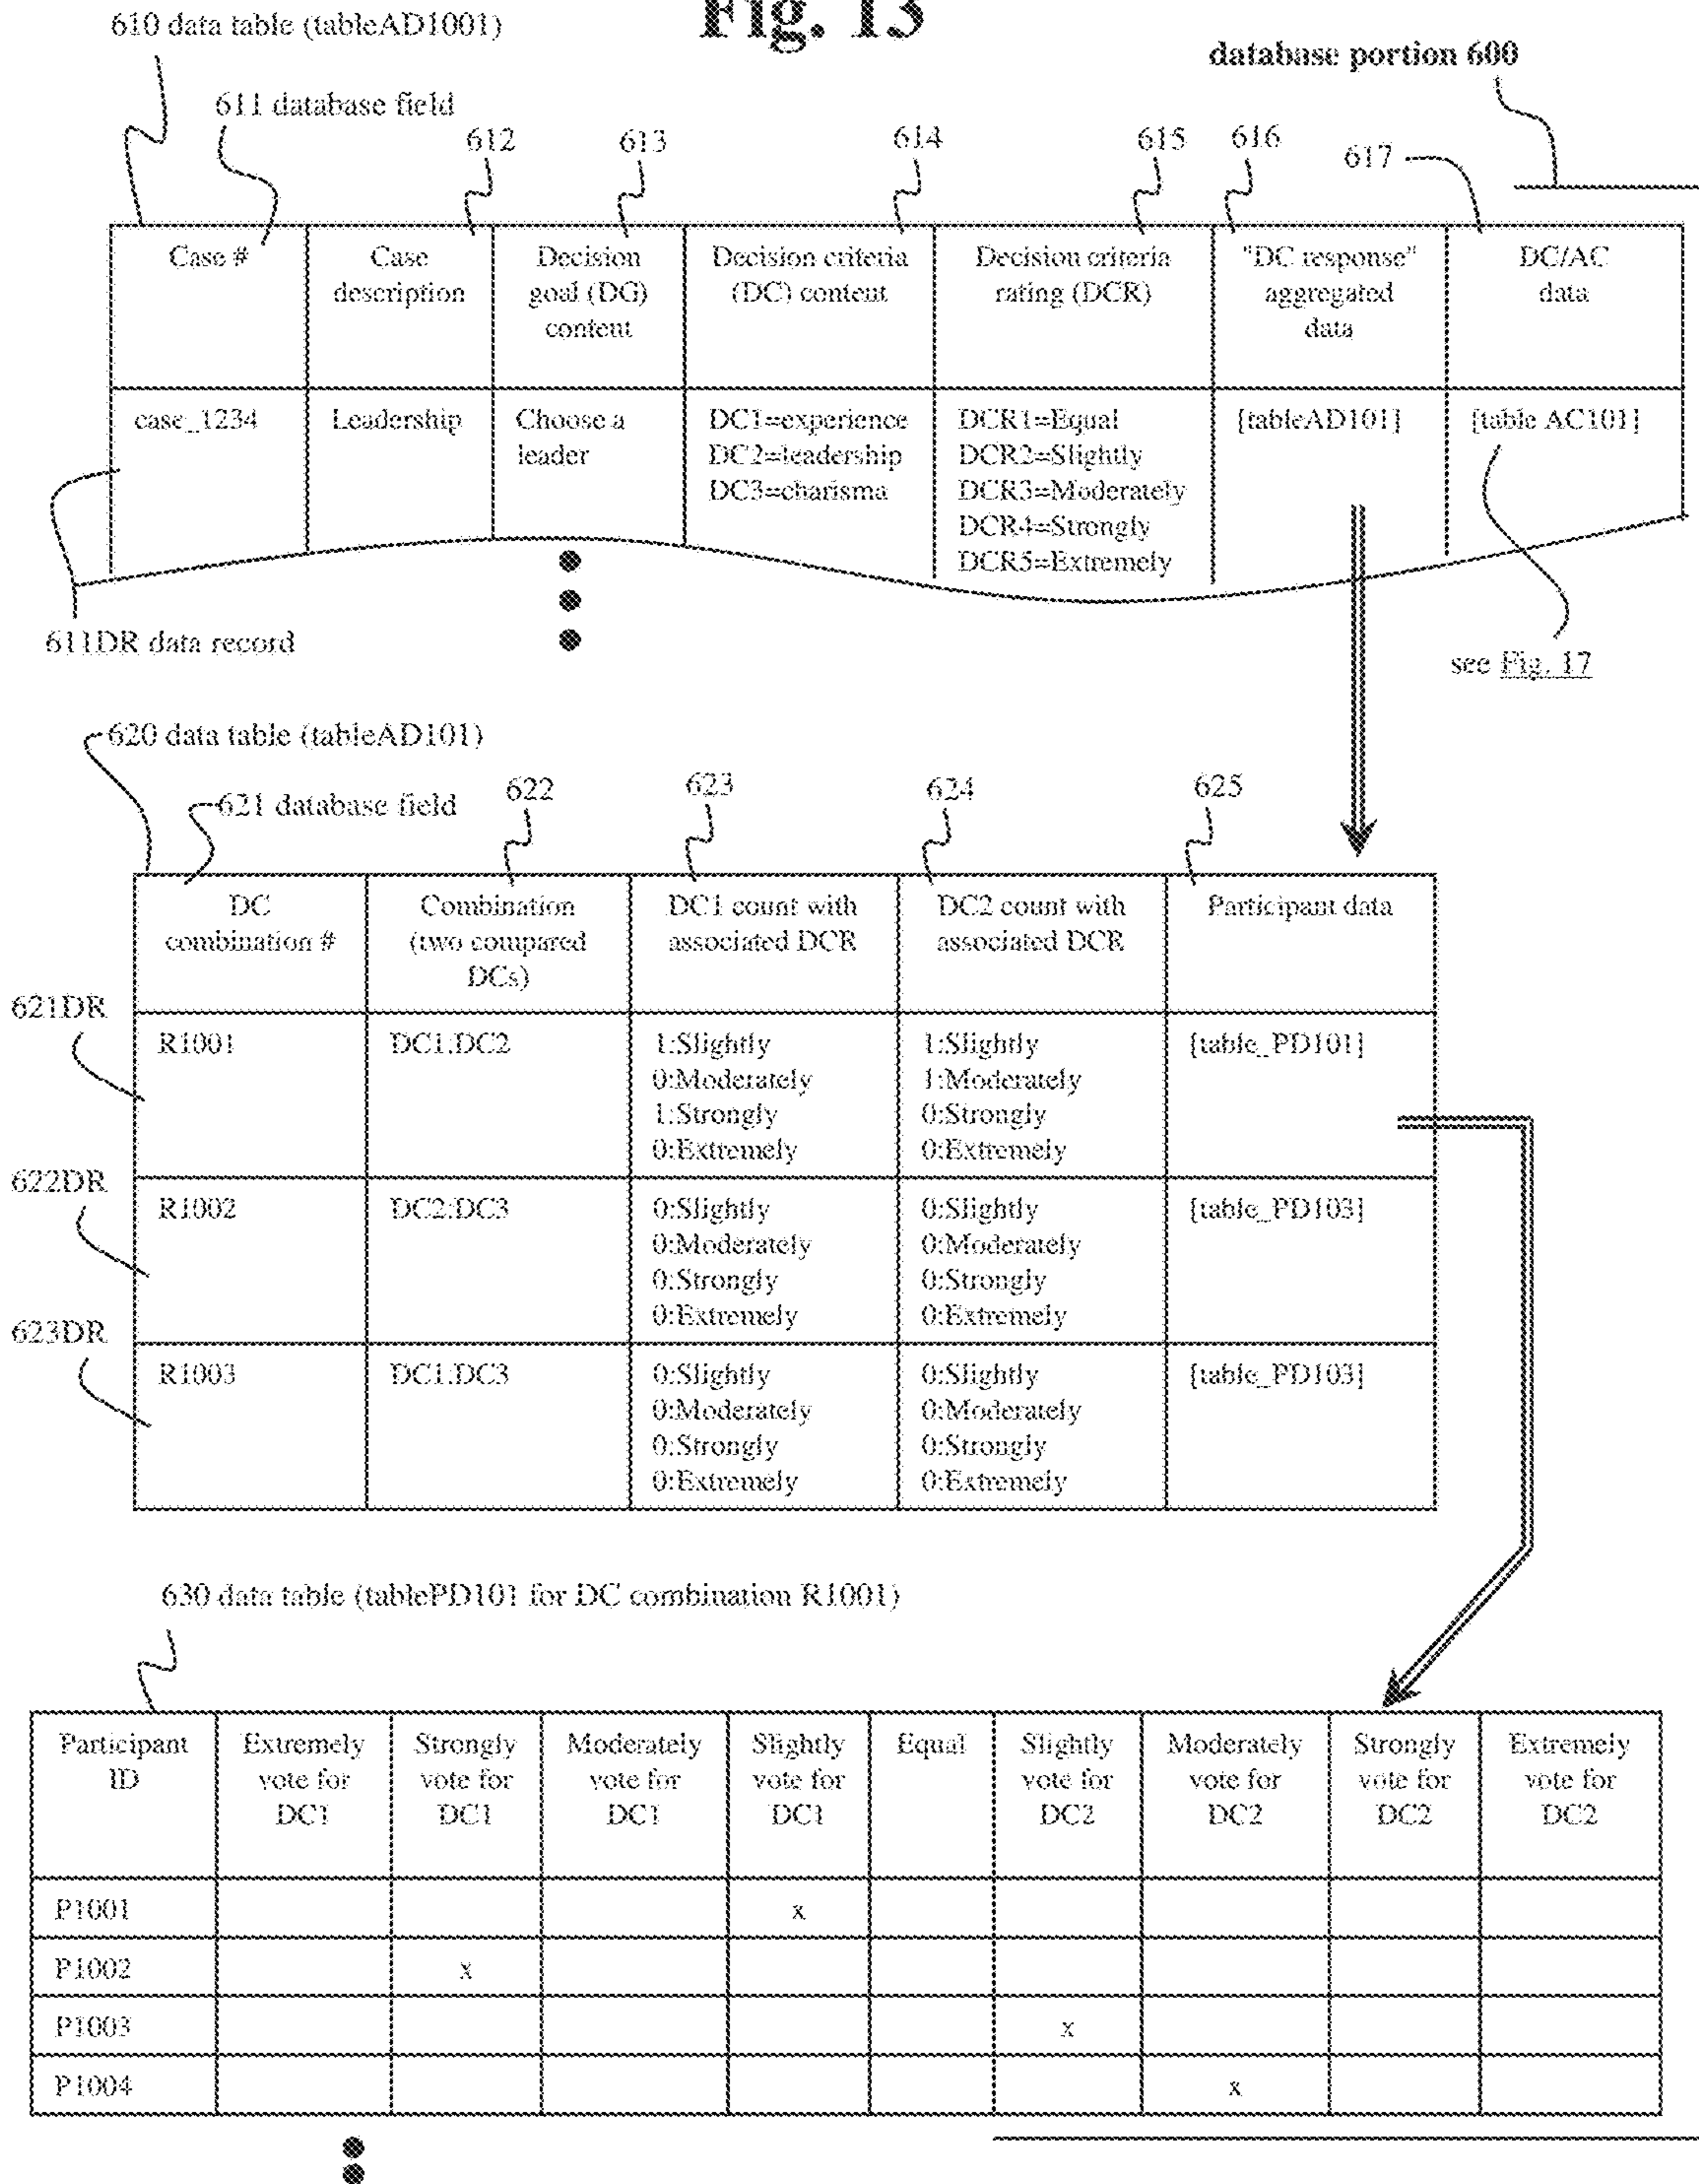 Fig. 13
610 data table (tableAD1001)
database portion 600
611 database field
612
613
614
615
616
617
Case #
Case
description
Decision
goal (DG)
content
Decision criteria
(DC) content
Decision criteria
rating (DCR)
"DC response"
aggregated
data
DC/AC
data
case_1234
Leadership
Choose a
leader
DC1=experience
DC2=leadership
DC3=charisma
DCR1=Equal
DCR2=Slightly
DCR3=Moderately
DCR4=Strongly
DCR5=Extremely
[tableAD101]
[table AC101]
611DR data record
see Fig. 17
620 data table (tableAD101)
621 database field
622
623
624
625
DC
combination #
Combination
(two compared
DCs)
DC1 count with
associated DCR
DC2 count with
associated DCR
Participant data
621DR
R1001
DC1:DC2
1:Slightly
0:Moderately
1:Strongly
0:Extremely
1:Slightly
1:Moderately
0:Strongly
0:Extremely
[table_PD101]
622DR
R1002
DC2:DC3
0:Slightly
0:Moderately
0:Strongly
0:Extremely
0:Slightly
0:Moderately
0:Strongly
0:Extremely
[table_PD103]
623DR
R1003
DC1:DC3
0:Slightly
0:Moderately
0:Strongly
0:Extremely
0:Slightly
0:Moderately
0:Strongly
0:Extremely
[table_PD103]
630 data table (tablePD101 for DC combination R1001)
Participant
ID
Extremely
vote for
DC1
Strongly
vote for
DC1
Moderately
vote for
DC1
Slightly
vote for
DC1
Equal
Slightly
vote for
DC2
Moderately
vote for
DC2
Strongly
vote for
DC2
Extremely
vote for
DC2
P1001
x
P1002
x
P1003
x
P1004
x